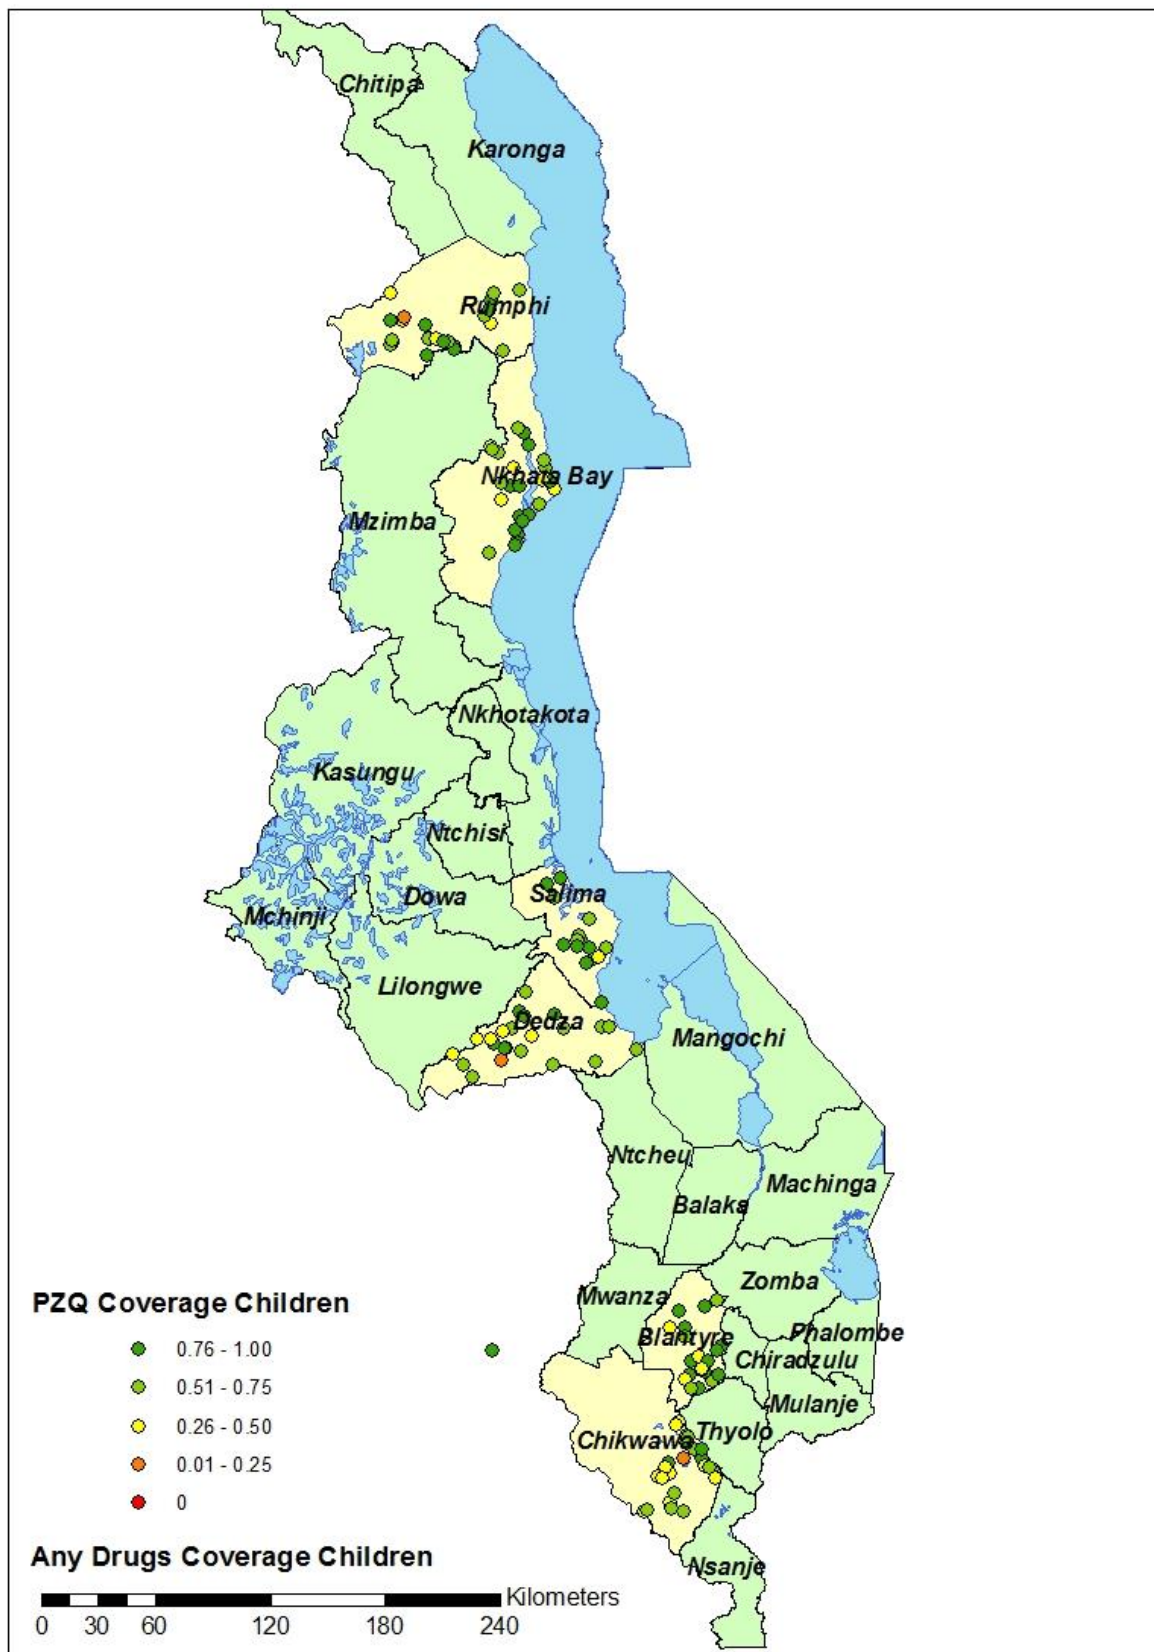 Chitipa
Karonga
Rumphi
Nkhata Bay
Mzimba
Nkhotakota
Kasungu
Ntchisi
Salima
Dowa
Mchinji
Lilongwe
Dedza
Mangochi
Ntcheu
Machinga
Balaka
Zomba
Mwanza
Phalombe
Blantyre
Chiradzulu
Mulanje
Thyolo
Chikwawa
Nsanje
PZQ Coverage Children
0.76 - 1.00
0.51 - 0.75
0.26 - 0.50
0.01 - 0.25
0
Any Drugs Coverage Children
Kilometers
0 30 60 120 180 240